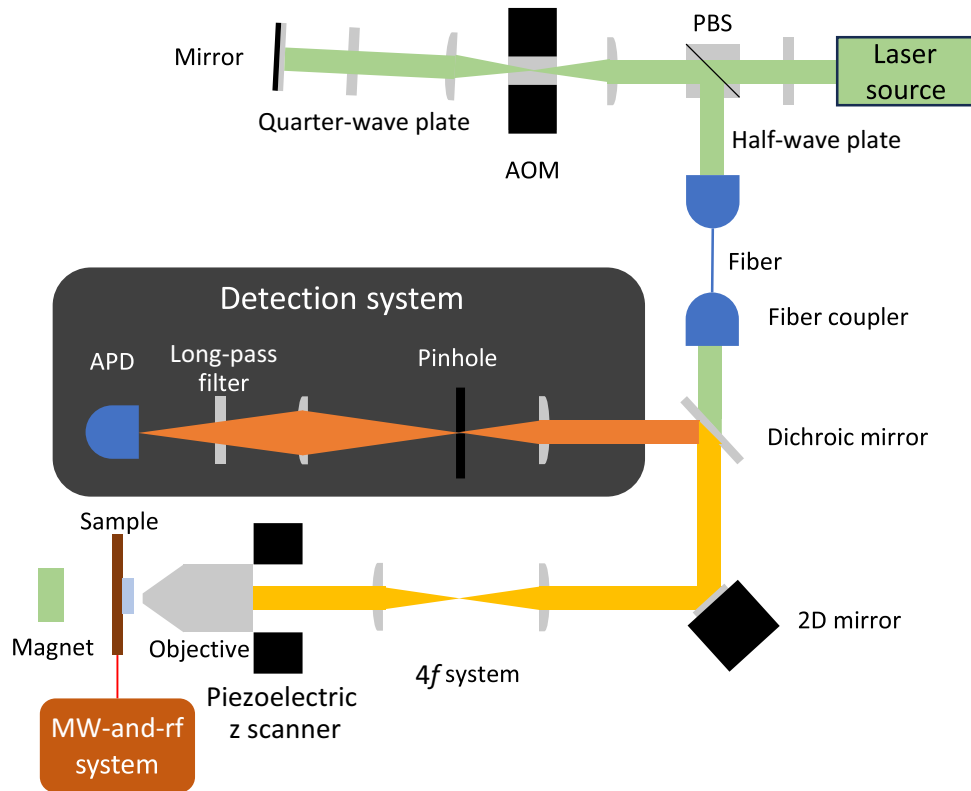 PBS
Mirror
Laser
source
Quarter-wave plate
Half-wave plate
AOM
Fiber
Detection system
Fiber coupler
APD
Long-pass
filter
Pinhole
Dichroic mirror
Sample
2D mirror
Magnet
Objective
4f system
Piezoelectric
z scanner
MW-and-rf
system